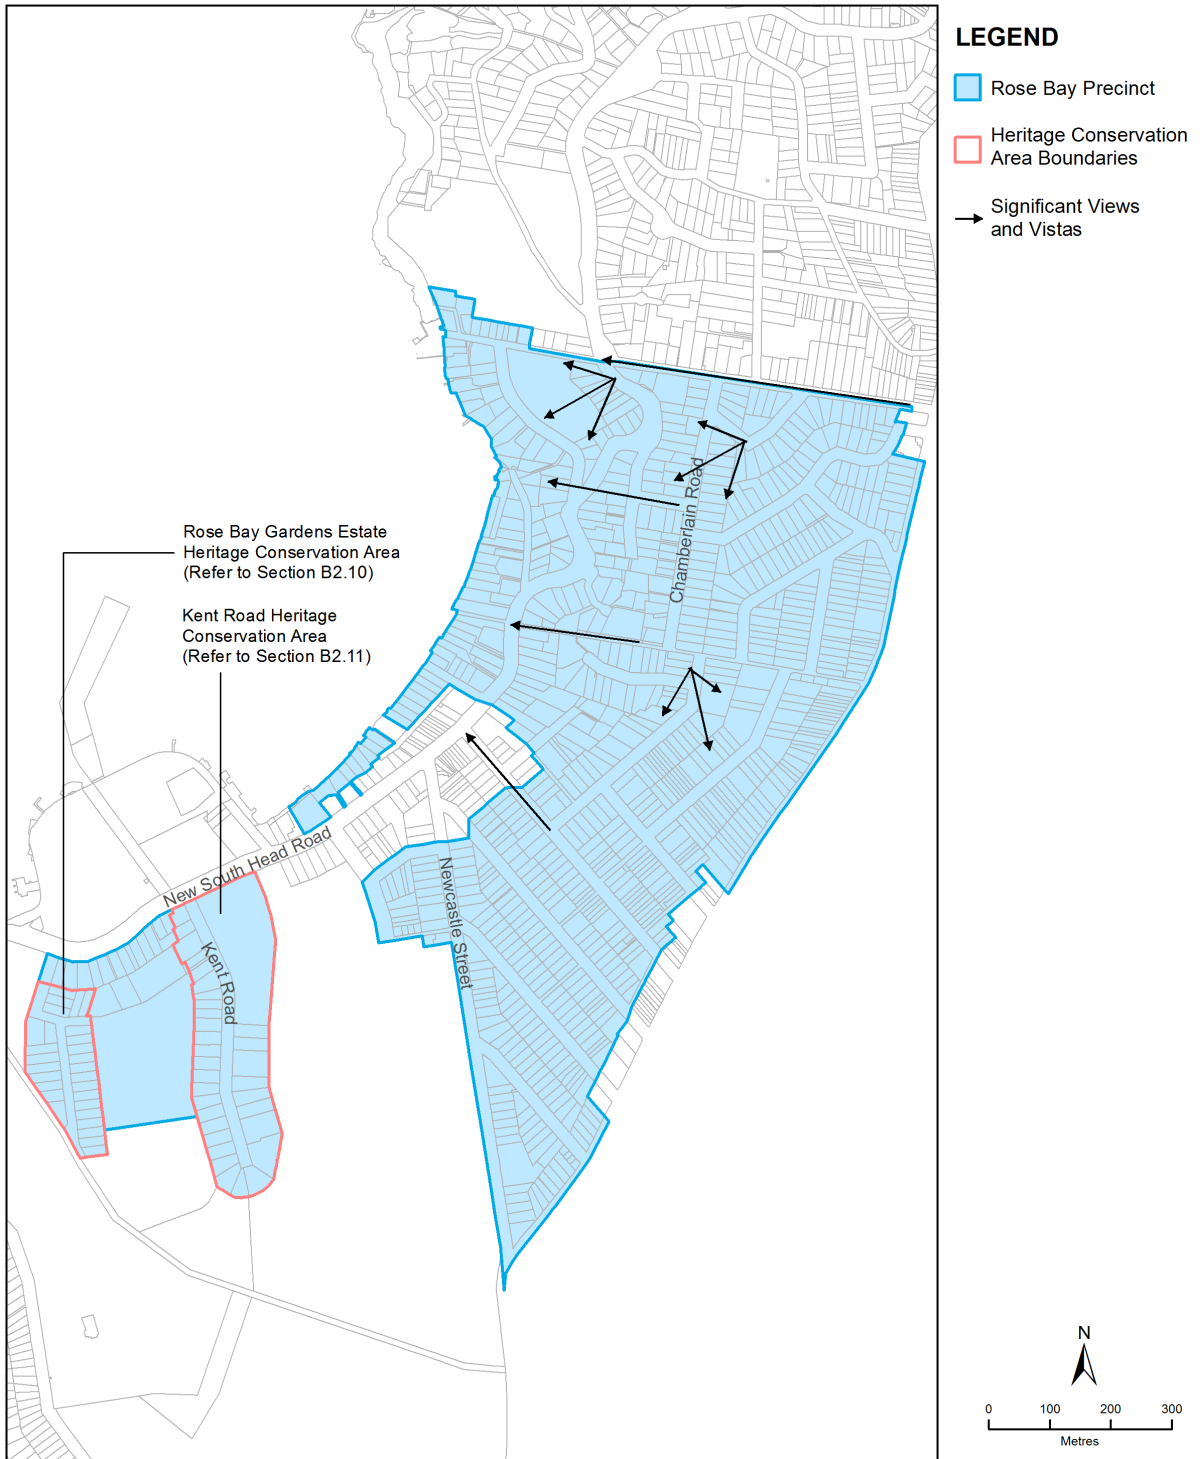 LEGEND
Rose Bay Precinct
Heritage Conservation
Area Boundaries
Significant Views
and Vistas
Chamberlain Road
Rose Bay Gardens Estate
Heritage Conservation Area
(Refer to Section B2.10)
Kent Road Heritage
Conservation Area
(Refer to Section B2.11)
New South Head Road
Newcastle Street
Kent Road
N
0 100 200 300
Metres